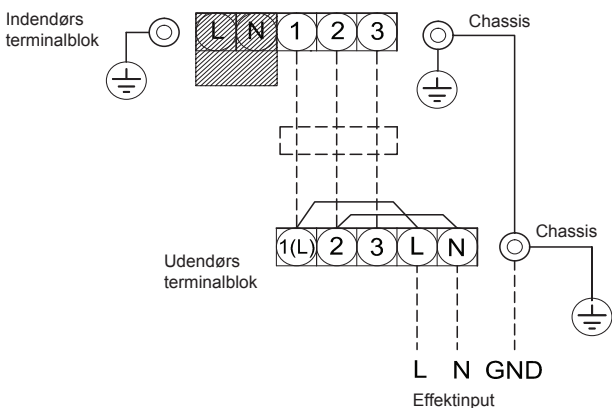 Indendørs
terminalblok
L N 1 2 3
Chassis
Udendørs
terminalblok
1(L) 2 3 L N
Chassis
L N GND
Effektinput